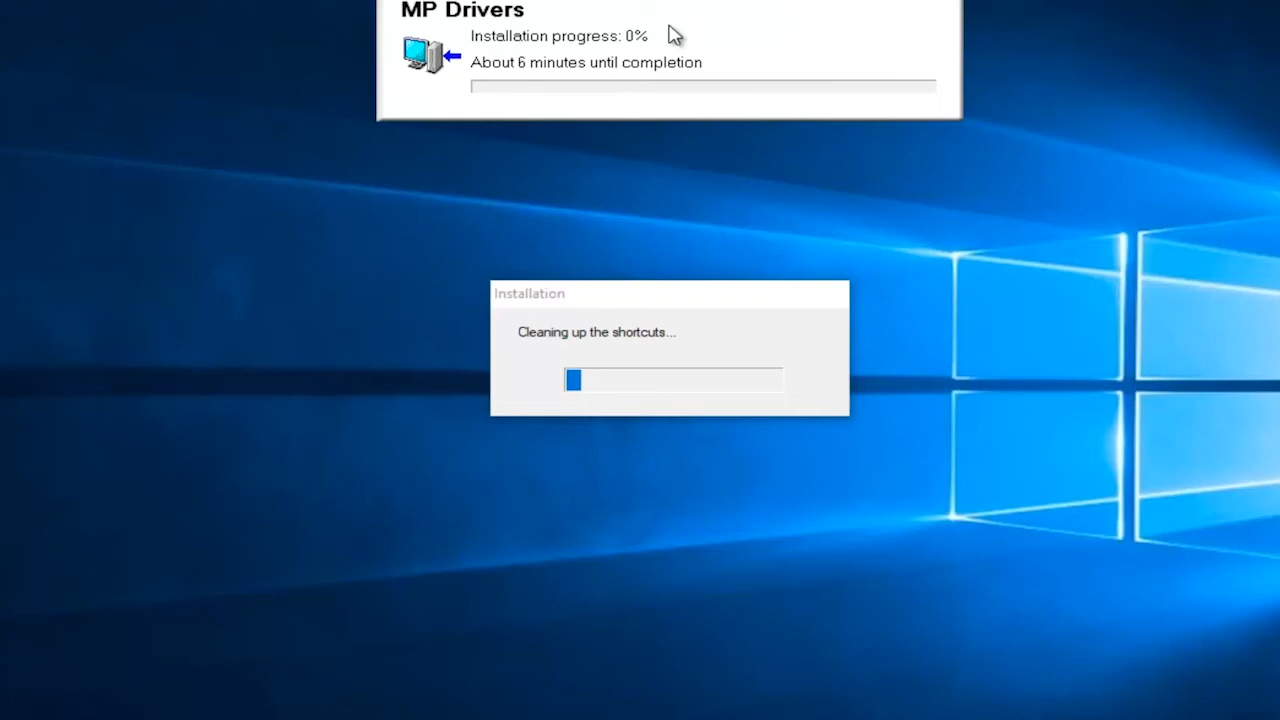 MP Drivers
Installation progress: 0%
About 6 minutes until completion
Installation
Cleaning up the shortcuts...